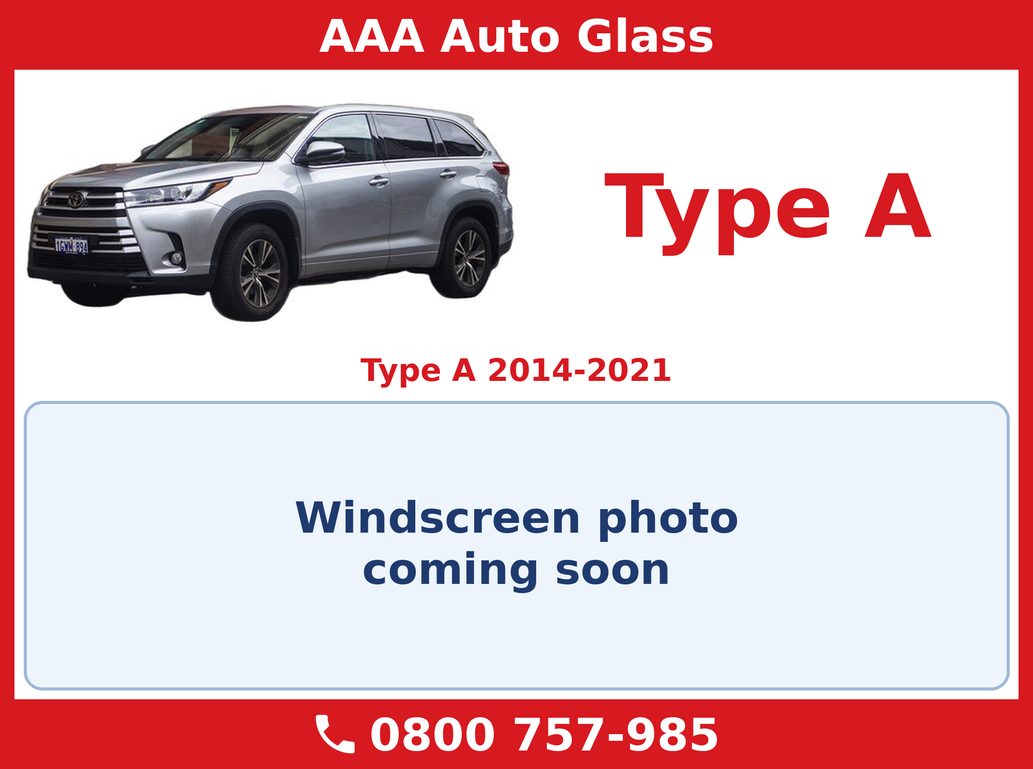 AAA Auto Glass
Type A
Type A 2014-2021
Windscreen photo
coming soon
0800 757-985